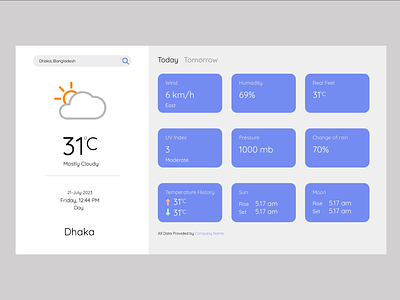 Dhaka, Bangladesh
31°C
Mostly Cloudy
21-July-2023
Friday, 12:44 PM
Day
Dhaka
Today Tomorrow
Wind
6 km/h
East
Humadity
69%
Real Feel
31°C
UV Index
3
Moderate
Pressure
1000 mb
Change of rain
70%
Temperature History
31°C
31°C
Sun
Rise 5.17 am
Set 5.17 am
Moon
Rise 5.17 am
Set 5.17 am
All Data Provided by Company Name